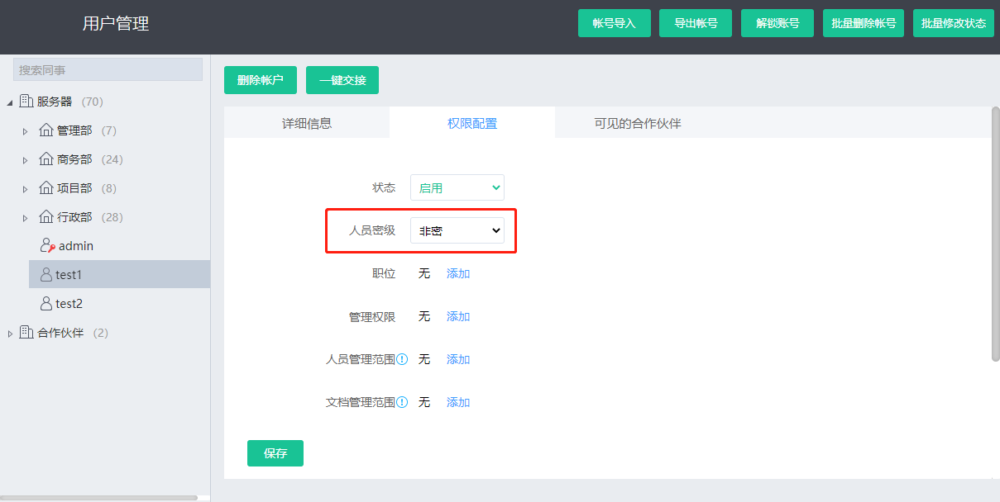 用户管理
帐号导入
导出帐号
解锁账号
批量删除帐号
批量修改状态
搜索同事
服务器 (70)
管理部 (7)
商务部 (24)
项目部 (8)
行政部 (28)
admin
test1
test2
合作伙伴 (2)
删除帐户
一键交接
详细信息
权限配置
可见的合作伙伴
状态 启用
人员密级 非密
职位 无 添加
管理权限 无 添加
人员管理范围 无 添加
文档管理范围 无 添加
保存